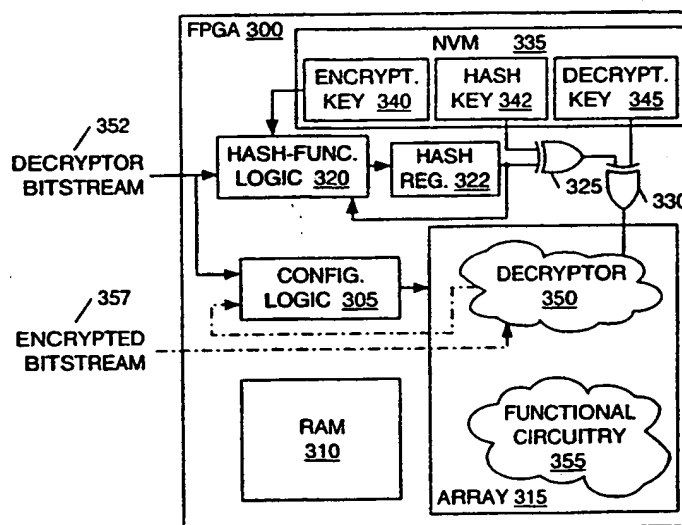 FPGA 300
NVM 335
ENCRYPT.
KEY 340
HASH
KEY 342
DECRYPT.
KEY 345
352
DECRYPTOR
BITSTREAM
HASH-FUNC.
LOGIC 320
HASH
REG. 322
325
330
CONFIG.
LOGIC 305
DECRYPTOR
350
357
ENCRYPTED
BITSTREAM
RAM
310
FUNCTIONAL
CIRCUITRY
355
ARRAY 315